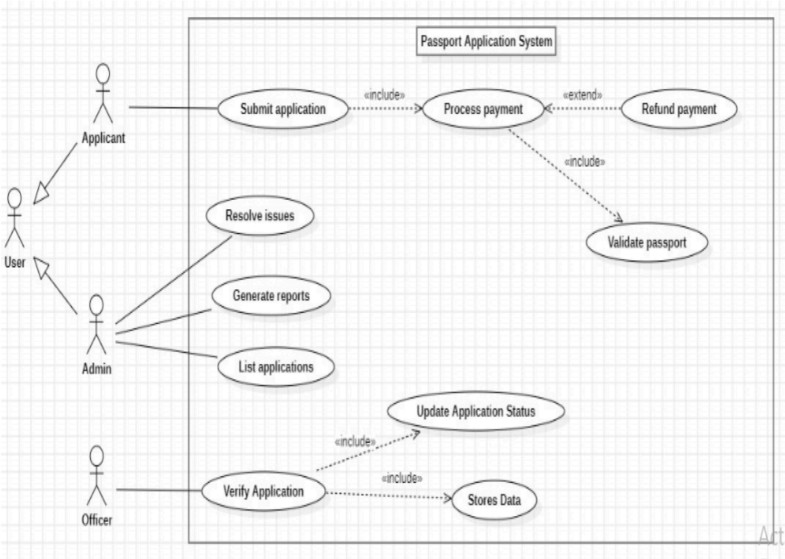 Passport Application System
Submit application
«include»
Process payment
«extend»
Refund payment
Applicant
«include»
Resolve issues
Validate passport
User
Generate reports
Admin
List applications
Update Application Status
«include»
«include»
Verify Application
Stores Data
Officer
Act